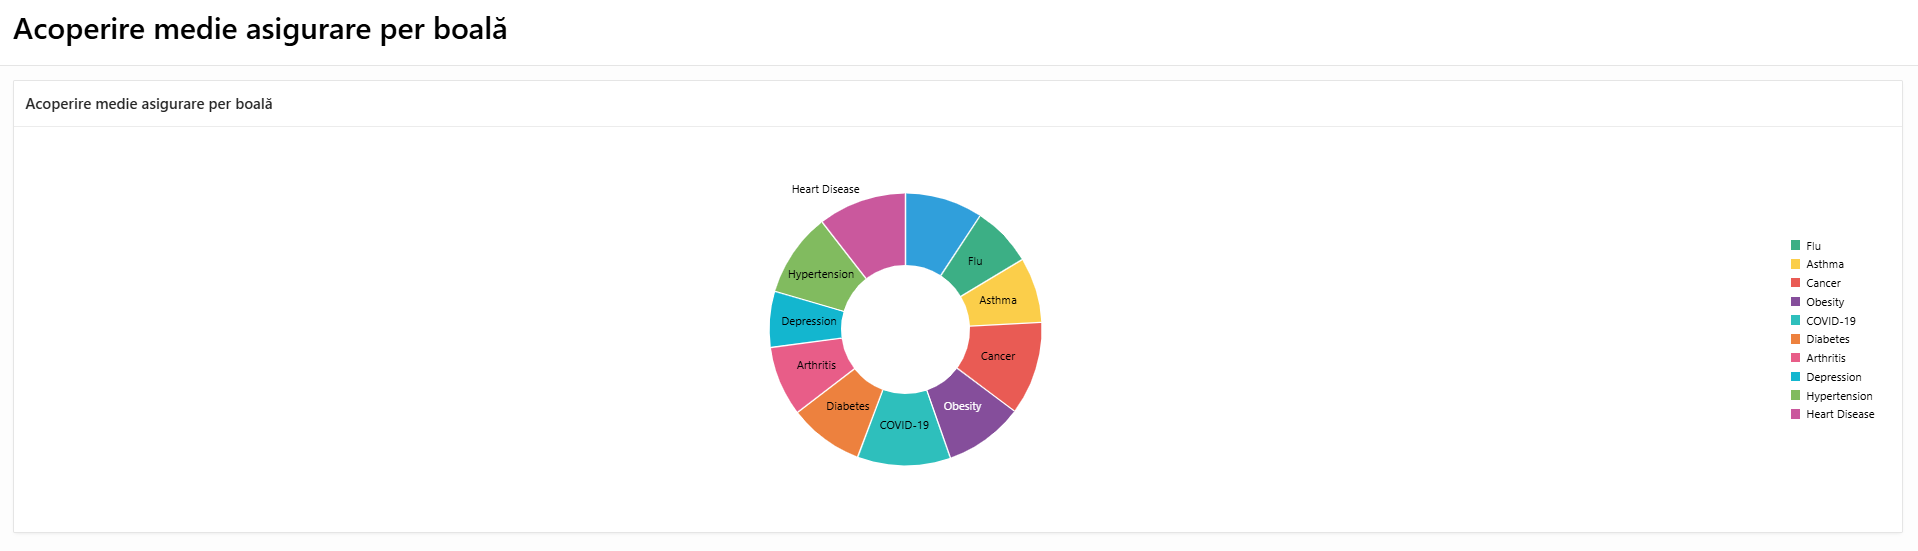 Acoperire medie asigurare per boală
Acoperire medie asigurare per boală
Heart Disease
Flu
Hypertension
Asthma
Depression
Cancer
Arthritis
Diabetes
Obesity
COVID-19
Flu
Asthma
Cancer
Obesity
COVID-19
Diabetes
Arthritis
Depression
Hypertension
Heart Disease